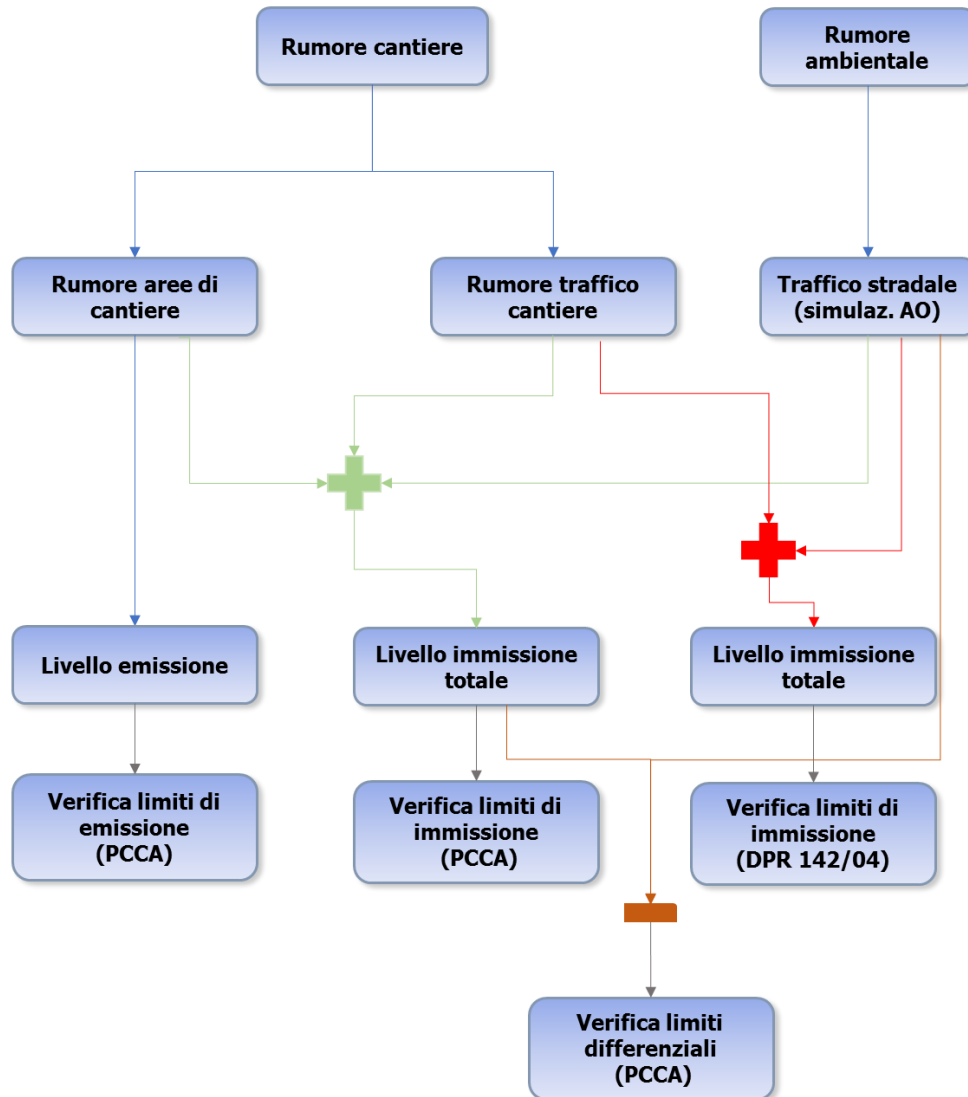 Rumore cantiere
Rumore
ambientale
Rumore aree di
cantiere
Rumore traffico
cantiere
Traffico stradale
(simulaz. AO)
Livello emissione
Livello immissione
totale
Livello immissione
totale
Verifica limiti di
emissione
(PCCA)
Verifica limiti di
immissione
(PCCA)
Verifica limiti di
immissione
(DPR 142/04)
Verifica limiti
differenziali
(PCCA)